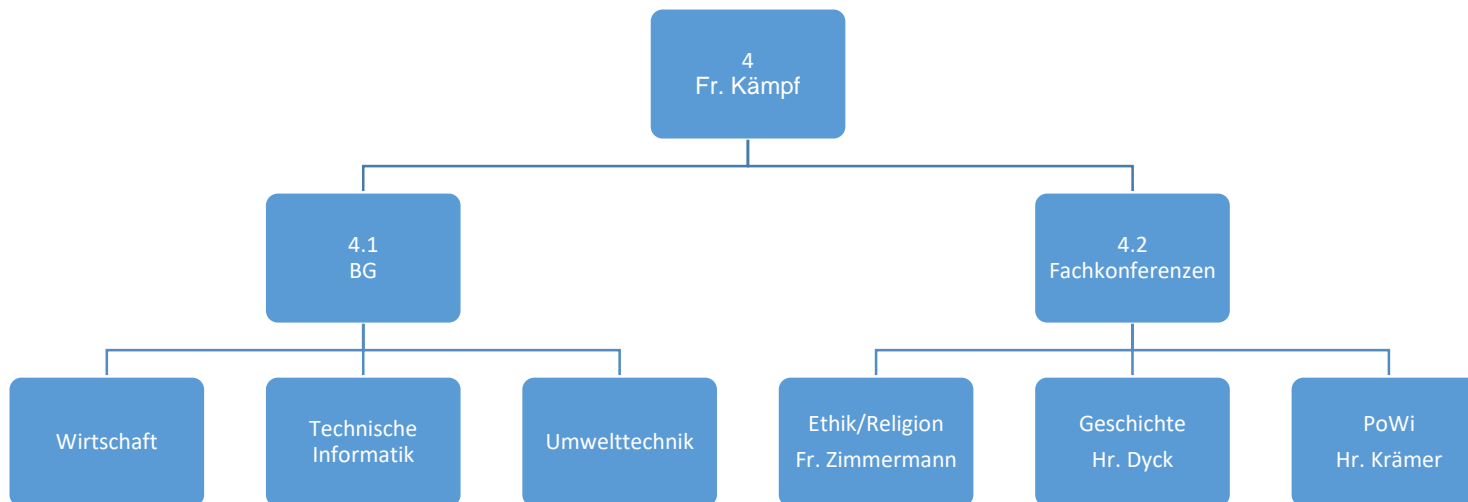 4
Fr. Kämpf
4.1
BG
4.2
Fachkonferenzen
Wirtschaft
Technische
Informatik
Umwelttechnik
Ethik/Religion
Fr. Zimmermann
Geschichte
Hr. Dyck
PoWi
Hr. Krämer